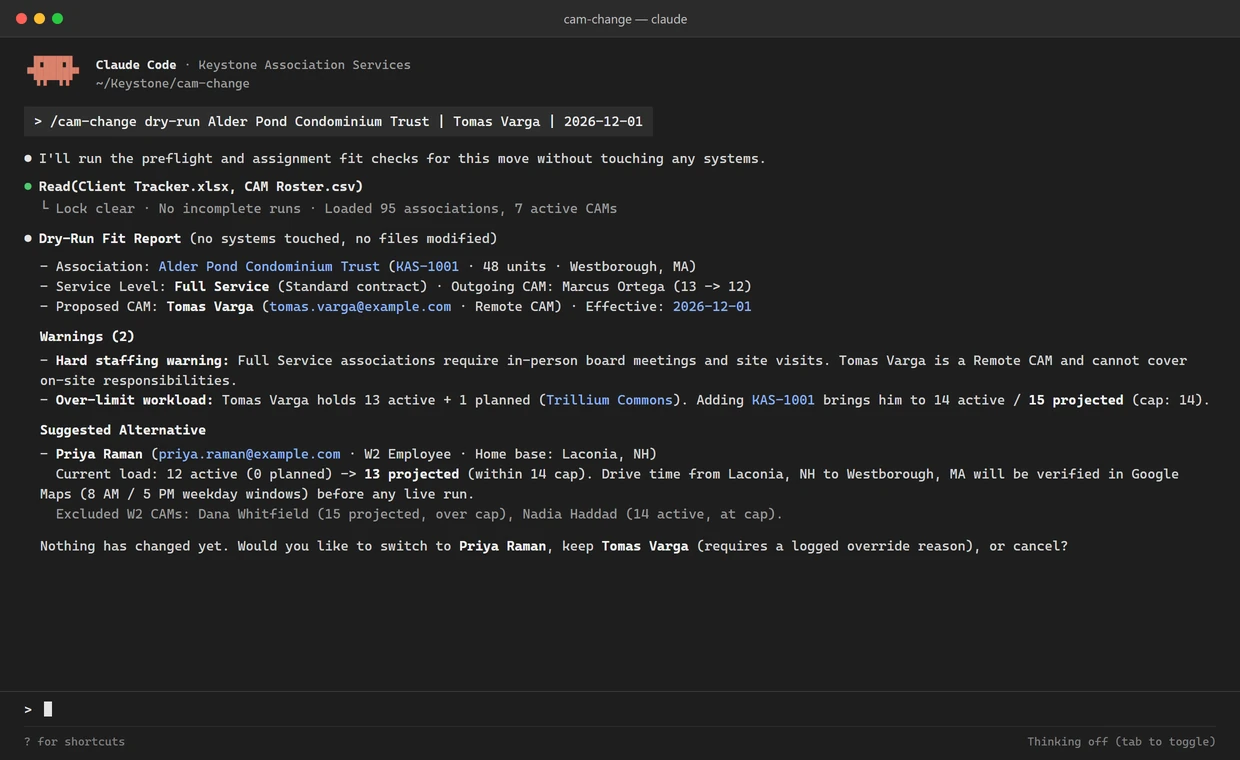 cam-change — claude
Claude Code · Keystone Association Services
~/Keystone/cam-change
> /cam-change dry-run Alder Pond Condominium Trust | Tomas Varga | 2026-12-01
● I'll run the preflight and assignment fit checks for this move without touching any systems.
● Read(Client Tracker.xlsx, CAM Roster.csv)
└ Lock clear · No incomplete runs · Loaded 95 associations, 7 active CAMs
● Dry-Run Fit Report (no systems touched, no files modified)
– Association: Alder Pond Condominium Trust (KAS-1001 · 48 units · Westborough, MA)
– Service Level: Full Service (Standard contract) · Outgoing CAM: Marcus Ortega (13 -> 12)
– Proposed CAM: Tomas Varga (tomas.varga@example.com · Remote CAM) · Effective: 2026-12-01
Warnings (2)
– Hard staffing warning: Full Service associations require in-person board meetings and site visits. Tomas Varga is a Remote CAM and cannot cover
on-site responsibilities.
– Over-limit workload: Tomas Varga holds 13 active + 1 planned (Trillium Commons). Adding KAS-1001 brings him to 14 active / 15 projected (cap: 14).
Suggested Alternative
– Priya Raman (priya.raman@example.com · W2 Employee · Home base: Laconia, NH)
Current load: 12 active (0 planned) -> 13 projected (within 14 cap). Drive time from Laconia, NH to Westborough, MA will be verified in Google
Maps (8 AM / 5 PM weekday windows) before any live run.
Excluded W2 CAMs: Dana Whitfield (15 projected, over cap), Nadia Haddad (14 active, at cap).
Nothing has changed yet. Would you like to switch to Priya Raman, keep Tomas Varga (requires a logged override reason), or cancel?
>
? for shortcuts
Thinking off (tab to toggle)